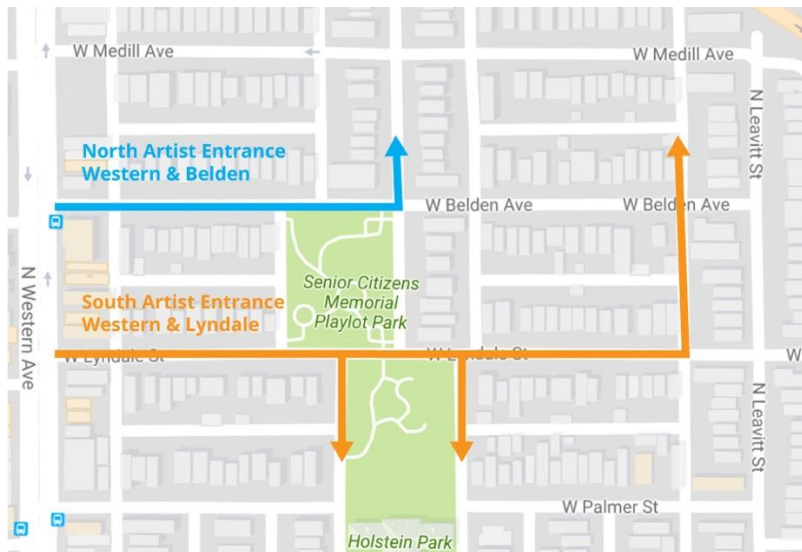 W Medill Ave
W Medill Ave
N Leavitt St
North Artist Entrance
Western & Belden
W Belden Ave
W Belden Ave
N Western Ave
Senior Citizens
Memorial
Playlot Park
South Artist Entrance
Western & Lyndale
W Lyndale St
W Lyndale St
W
N Leavitt St
W Palmer St
Holstein Park